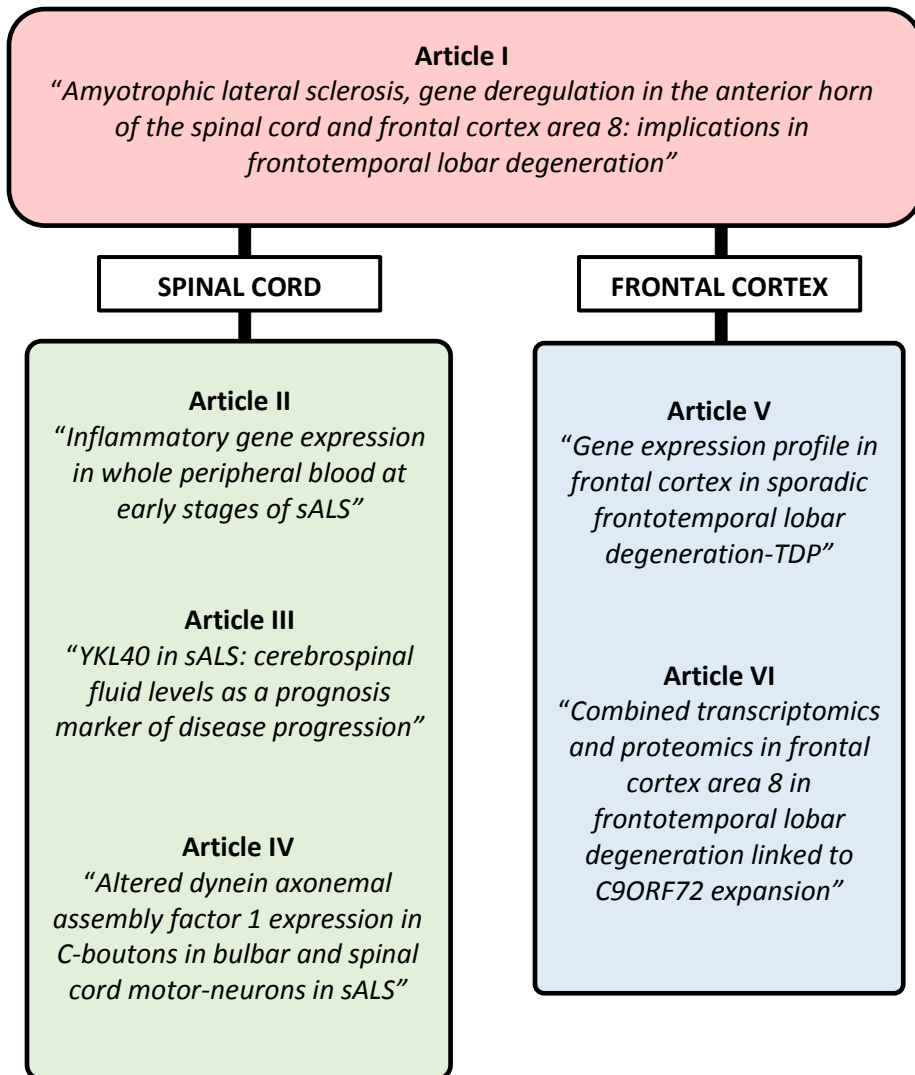 Article I
“Amyotrophic lateral sclerosis, gene deregulation in the anterior horn
of the spinal cord and frontal cortex area 8: implications in
frontotemporal lobar degeneration”
SPINAL CORD
FRONTAL CORTEX
Article II
“Inflammatory gene expression
in whole peripheral blood at
early stages of sALS”
Article III
“YKL40 in sALS: cerebrospinal
fluid levels as a prognosis
marker of disease progression”
Article IV
“Altered dynein axonemal
assembly factor 1 expression in
C-boutons in bulbar and spinal
cord motor-neurons in sALS”
Article V
“Gene expression profile in
frontal cortex in sporadic
frontotemporal lobar
degeneration-TDP”
Article VI
“Combined transcriptomics
and proteomics in frontal
cortex area 8 in
frontotemporal lobar
degeneration linked to
C9ORF72 expansion”